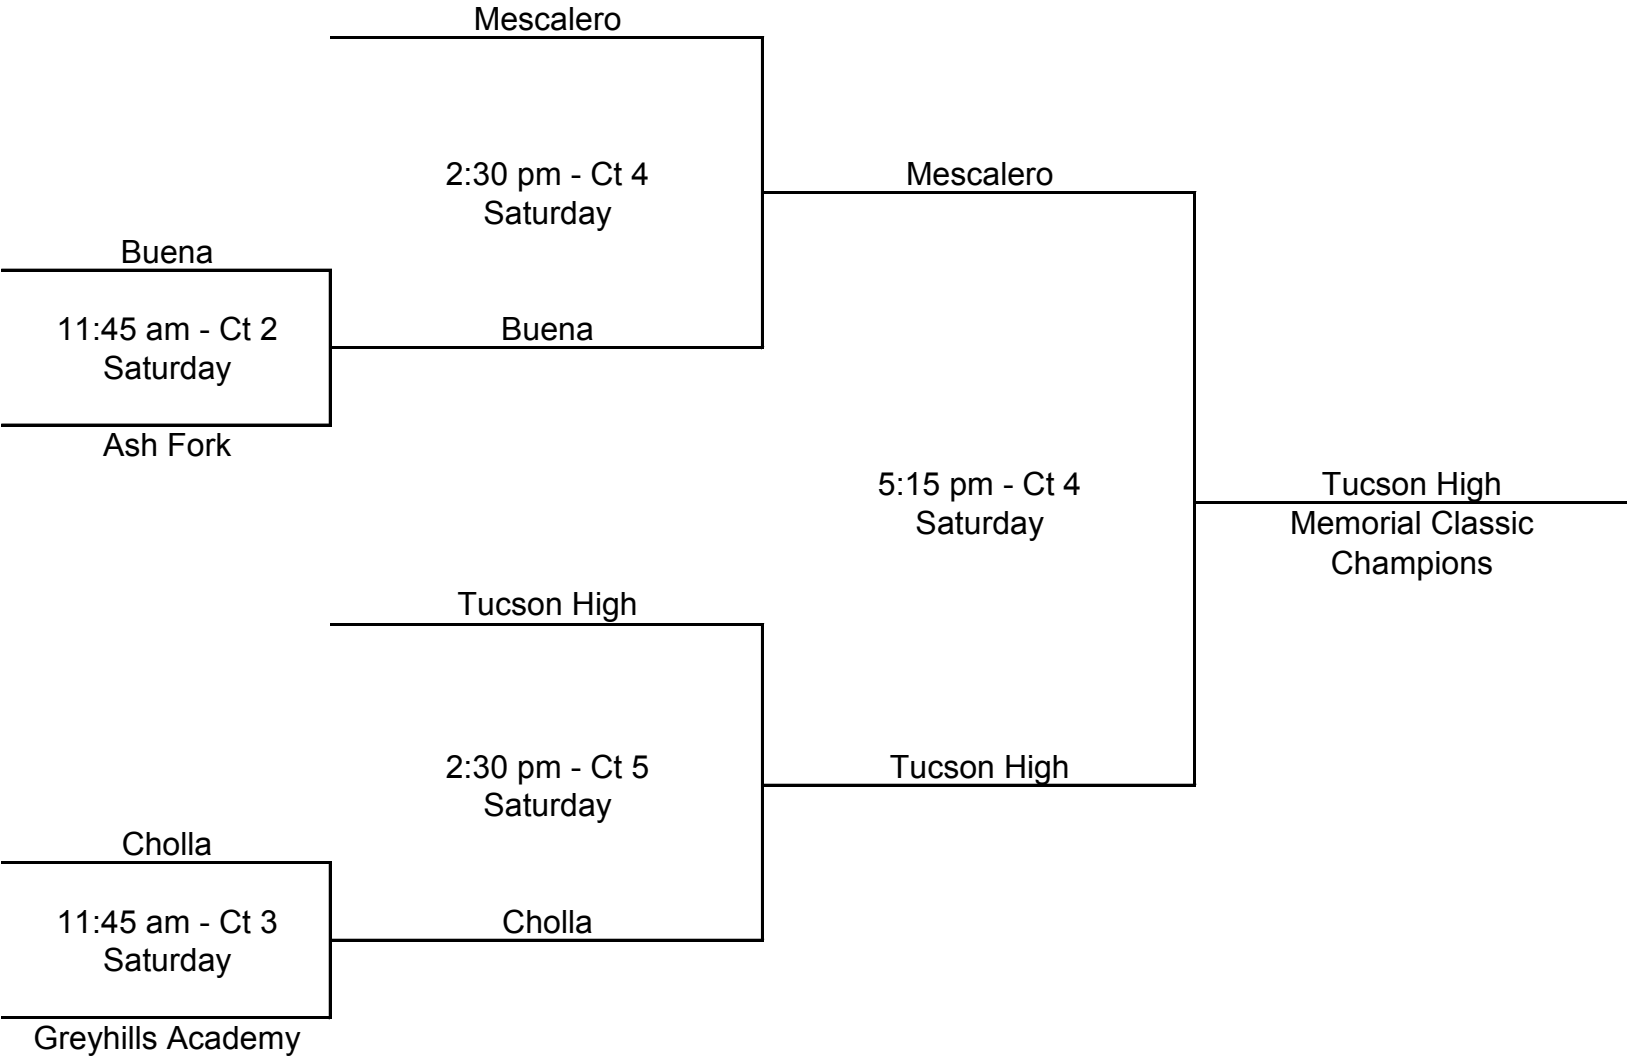 Mescalero
2:30 pm - Ct 4
Saturday
Mescalero
Buena
11:45 am - Ct 2
Saturday
Buena
Ash Fork
5:15 pm - Ct 4
Saturday
Tucson High
Memorial Classic
Champions
Tucson High
2:30 pm - Ct 5
Saturday
Tucson High
Cholla
11:45 am - Ct 3
Saturday
Cholla
Greyhills Academy